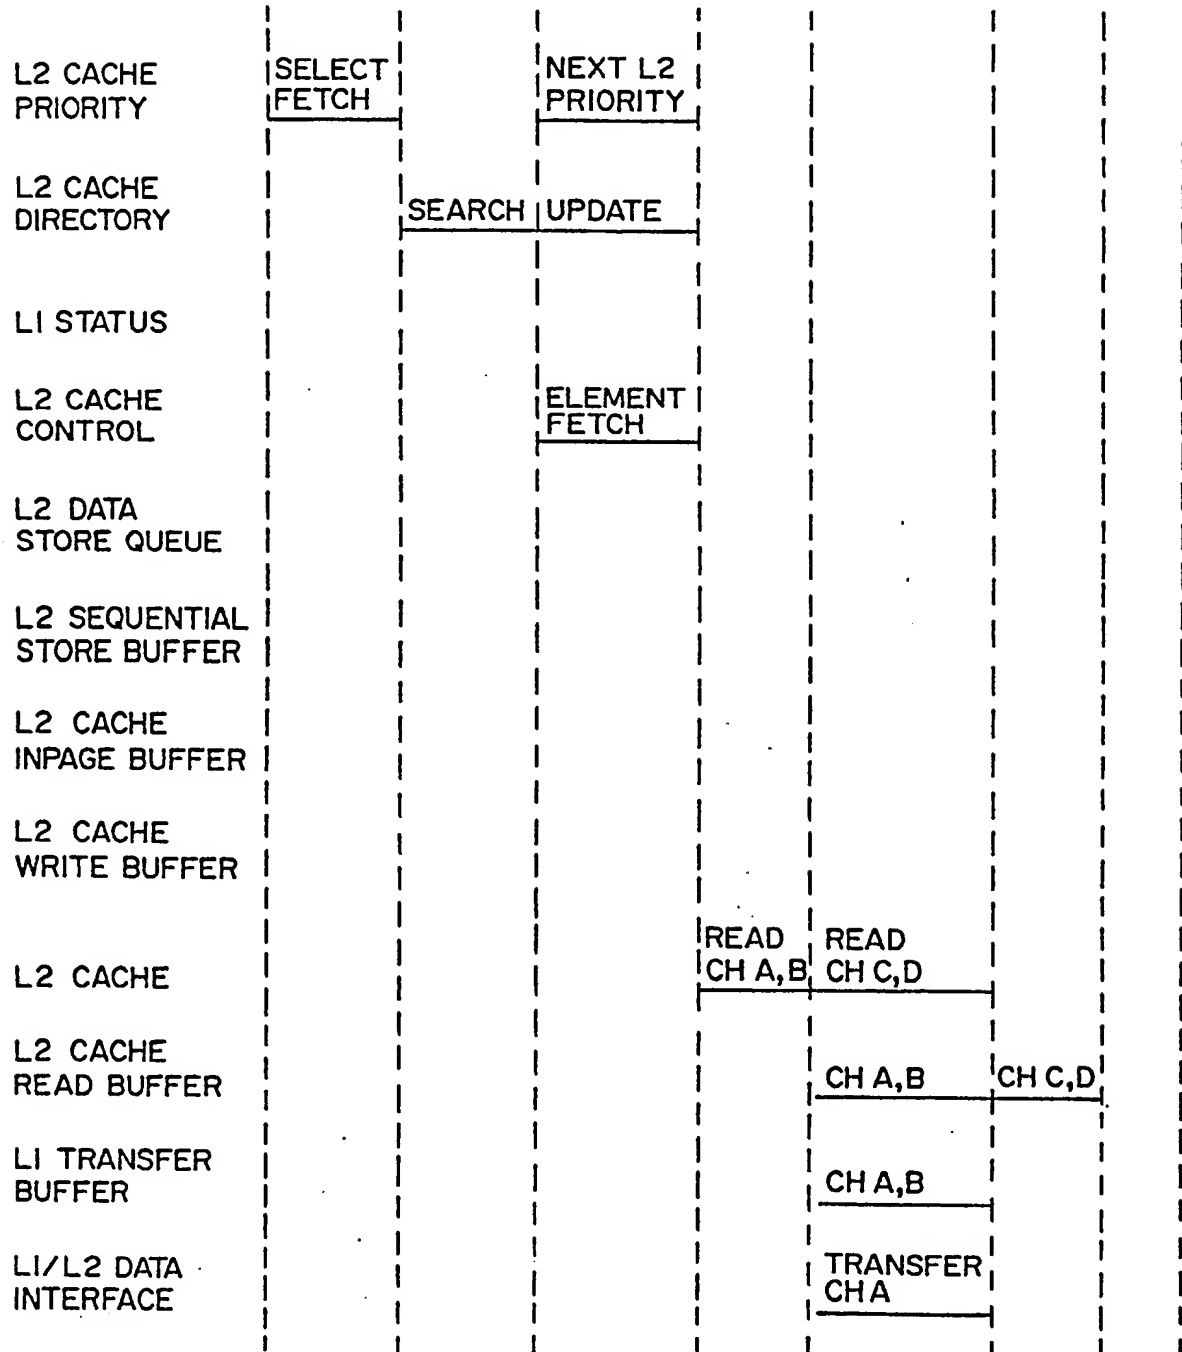 L2 CACHE
PRIORITY
SELECT
FETCH
NEXT L2
PRIORITY
L2 CACHE
DIRECTORY
SEARCH
UPDATE
L1 STATUS
L2 CACHE
CONTROL
ELEMENT
FETCH
L2 DATA
STORE QUEUE
L2 SEQUENTIAL
STORE BUFFER
L2 CACHE
INPAGE BUFFER
L2 CACHE
WRITE BUFFER
L2 CACHE
READ
CH A,B
READ
CH C,D
L2 CACHE
READ BUFFER
CH A,B
CH C,D
L1 TRANSFER
BUFFER
CH A,B
L1/L2 DATA
INTERFACE
TRANSFER
CH A